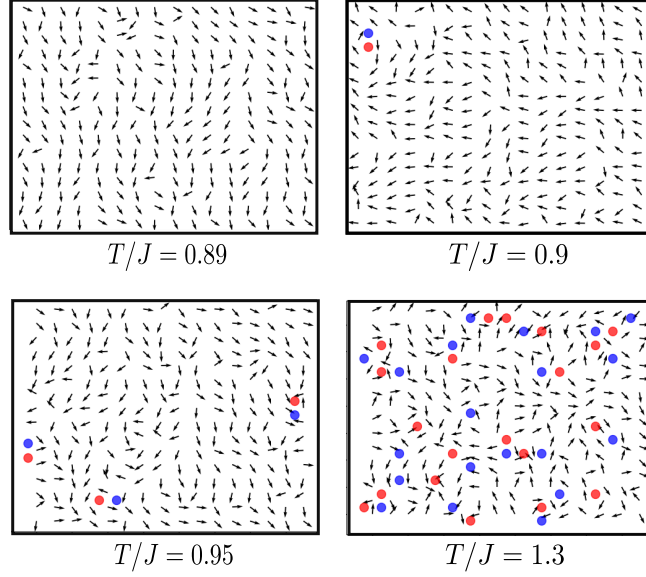 T/J = 0.89
T/J = 0.9
T/J = 0.95
T/J = 1.3